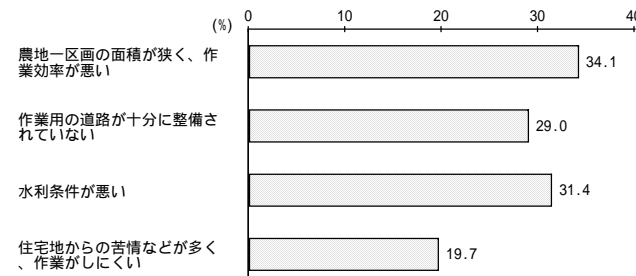 (%)
0 10 20 30 40
農地一区画の面積が狭く、作
業効率が悪い
34.1
作業用の道路が十分に整備さ
れていない
29.0
水利条件が悪い
31.4
住宅地からの苦情などが多く
、作業がしにくい
19.7